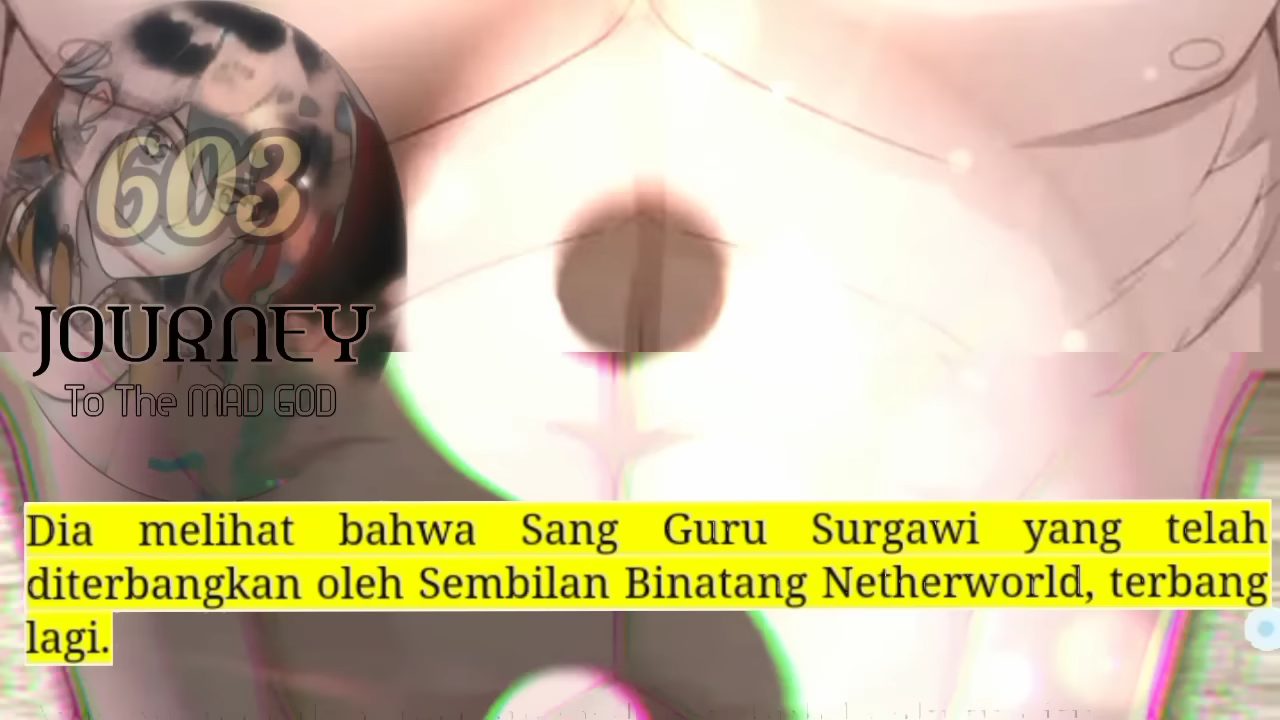 603
JOURNEY
To The MAD GOD
Dia melihat bahwa Sang Guru Surgawi yang telah
diterbangkan oleh Sembilan Binatang Netherworld, terbang
lagi.